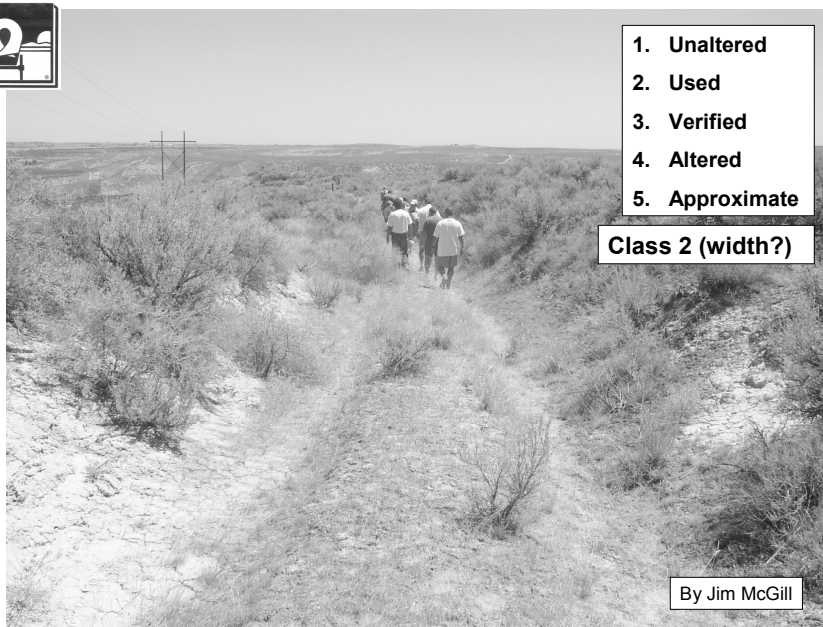 1. Unaltered
2. Used
3. Verified
4. Altered
5. Approximate
Class 2 (width?)
By Jim McGill